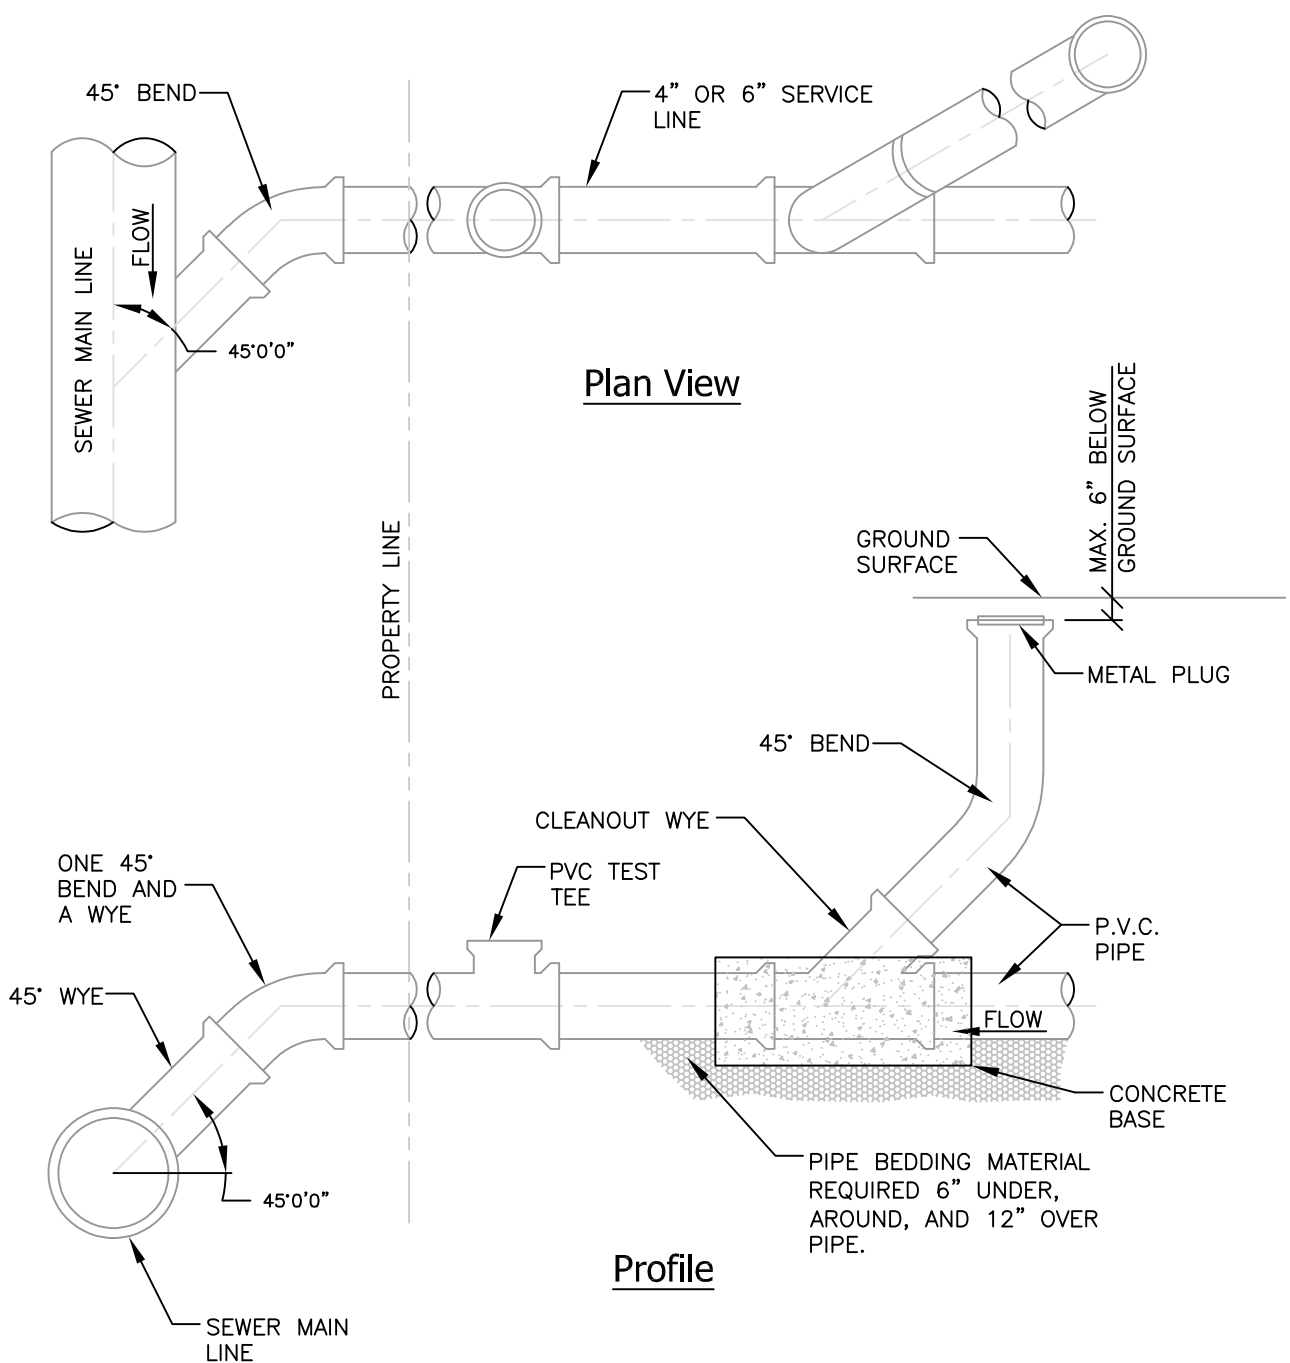 45° BEND
4” OR 6” SERVICE
LINE
FLOW
SEWER MAIN LINE
45°0'0"
Plan View
MAX. 6” BELOW
GROUND SURFACE
PROPERTY LINE
GROUND
SURFACE
METAL PLUG
45° BEND
CLEANOUT WYE
ONE 45°
BEND AND
A WYE
PVC TEST
TEE
P.V.C.
PIPE
45° WYE
FLOW
CONCRETE
BASE
PIPE BEDDING MATERIAL
REQUIRED 6” UNDER,
AROUND, AND 12” OVER
PIPE.
45°0'0"
Profile
SEWER MAIN
LINE